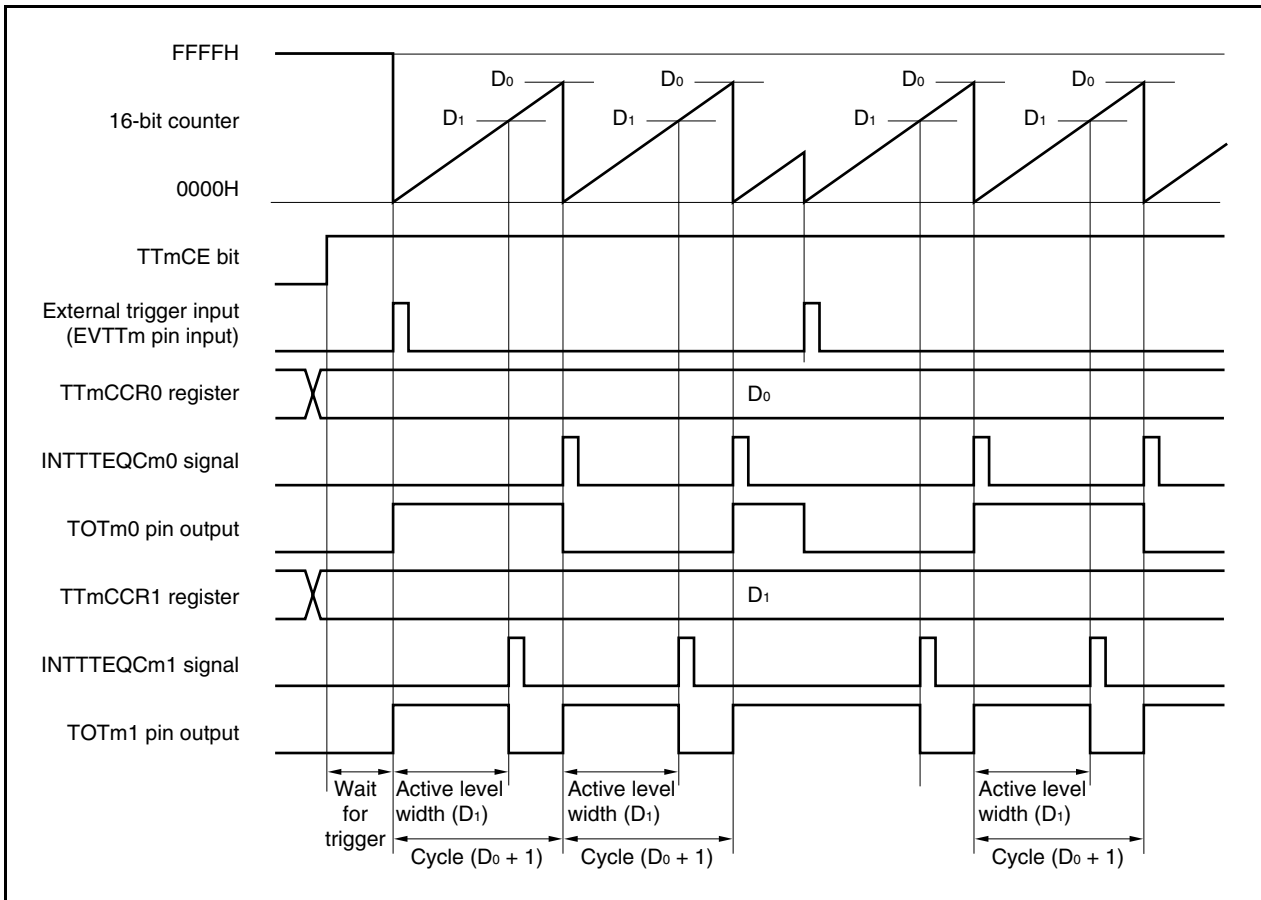 FFFFH
D0 D0 D0 D0
16-bit counter
D1 D1 D1 D1
0000H
TTmCE bit
External trigger input
(EVTTm pin input)
TTmCCR0 register
D0
INTTTEQCm0 signal
TOTm0 pin output
TTmCCR1 register
D1
INTTTEQCm1 signal
TOTm1 pin output
Wait
for
trigger
Active level
width (D1)
Active level
width (D1)
Active level
width (D1)
Cycle (D0 + 1)
Cycle (D0 + 1)
Cycle (D0 + 1)